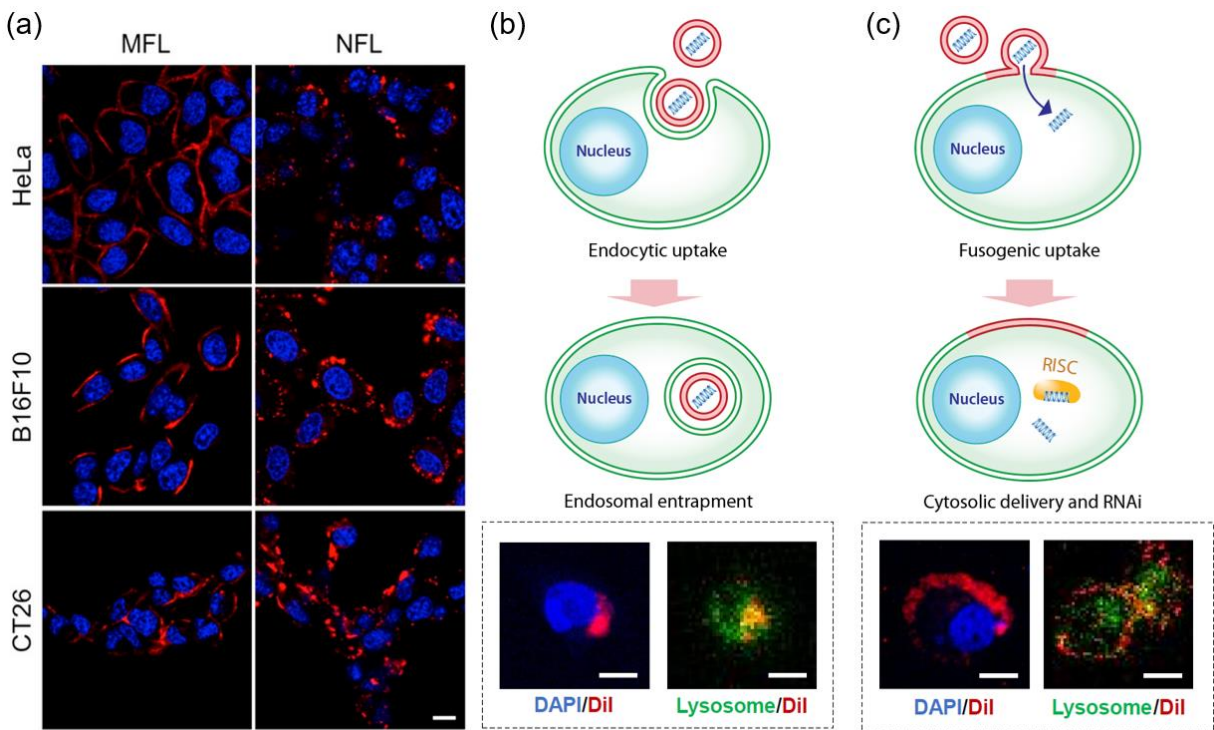 (a)
MFL NFL
HeLa
B16F10
CT26
(b)
Nucleus
Endocytic uptake
Nucleus
Endosomal entrapment
DAPI/DiI Lysosome/DiI
(c)
Nucleus
Fusogenic uptake
RISC
Nucleus
Cytosolic delivery and RNAi
DAPI/DiI Lysosome/DiI